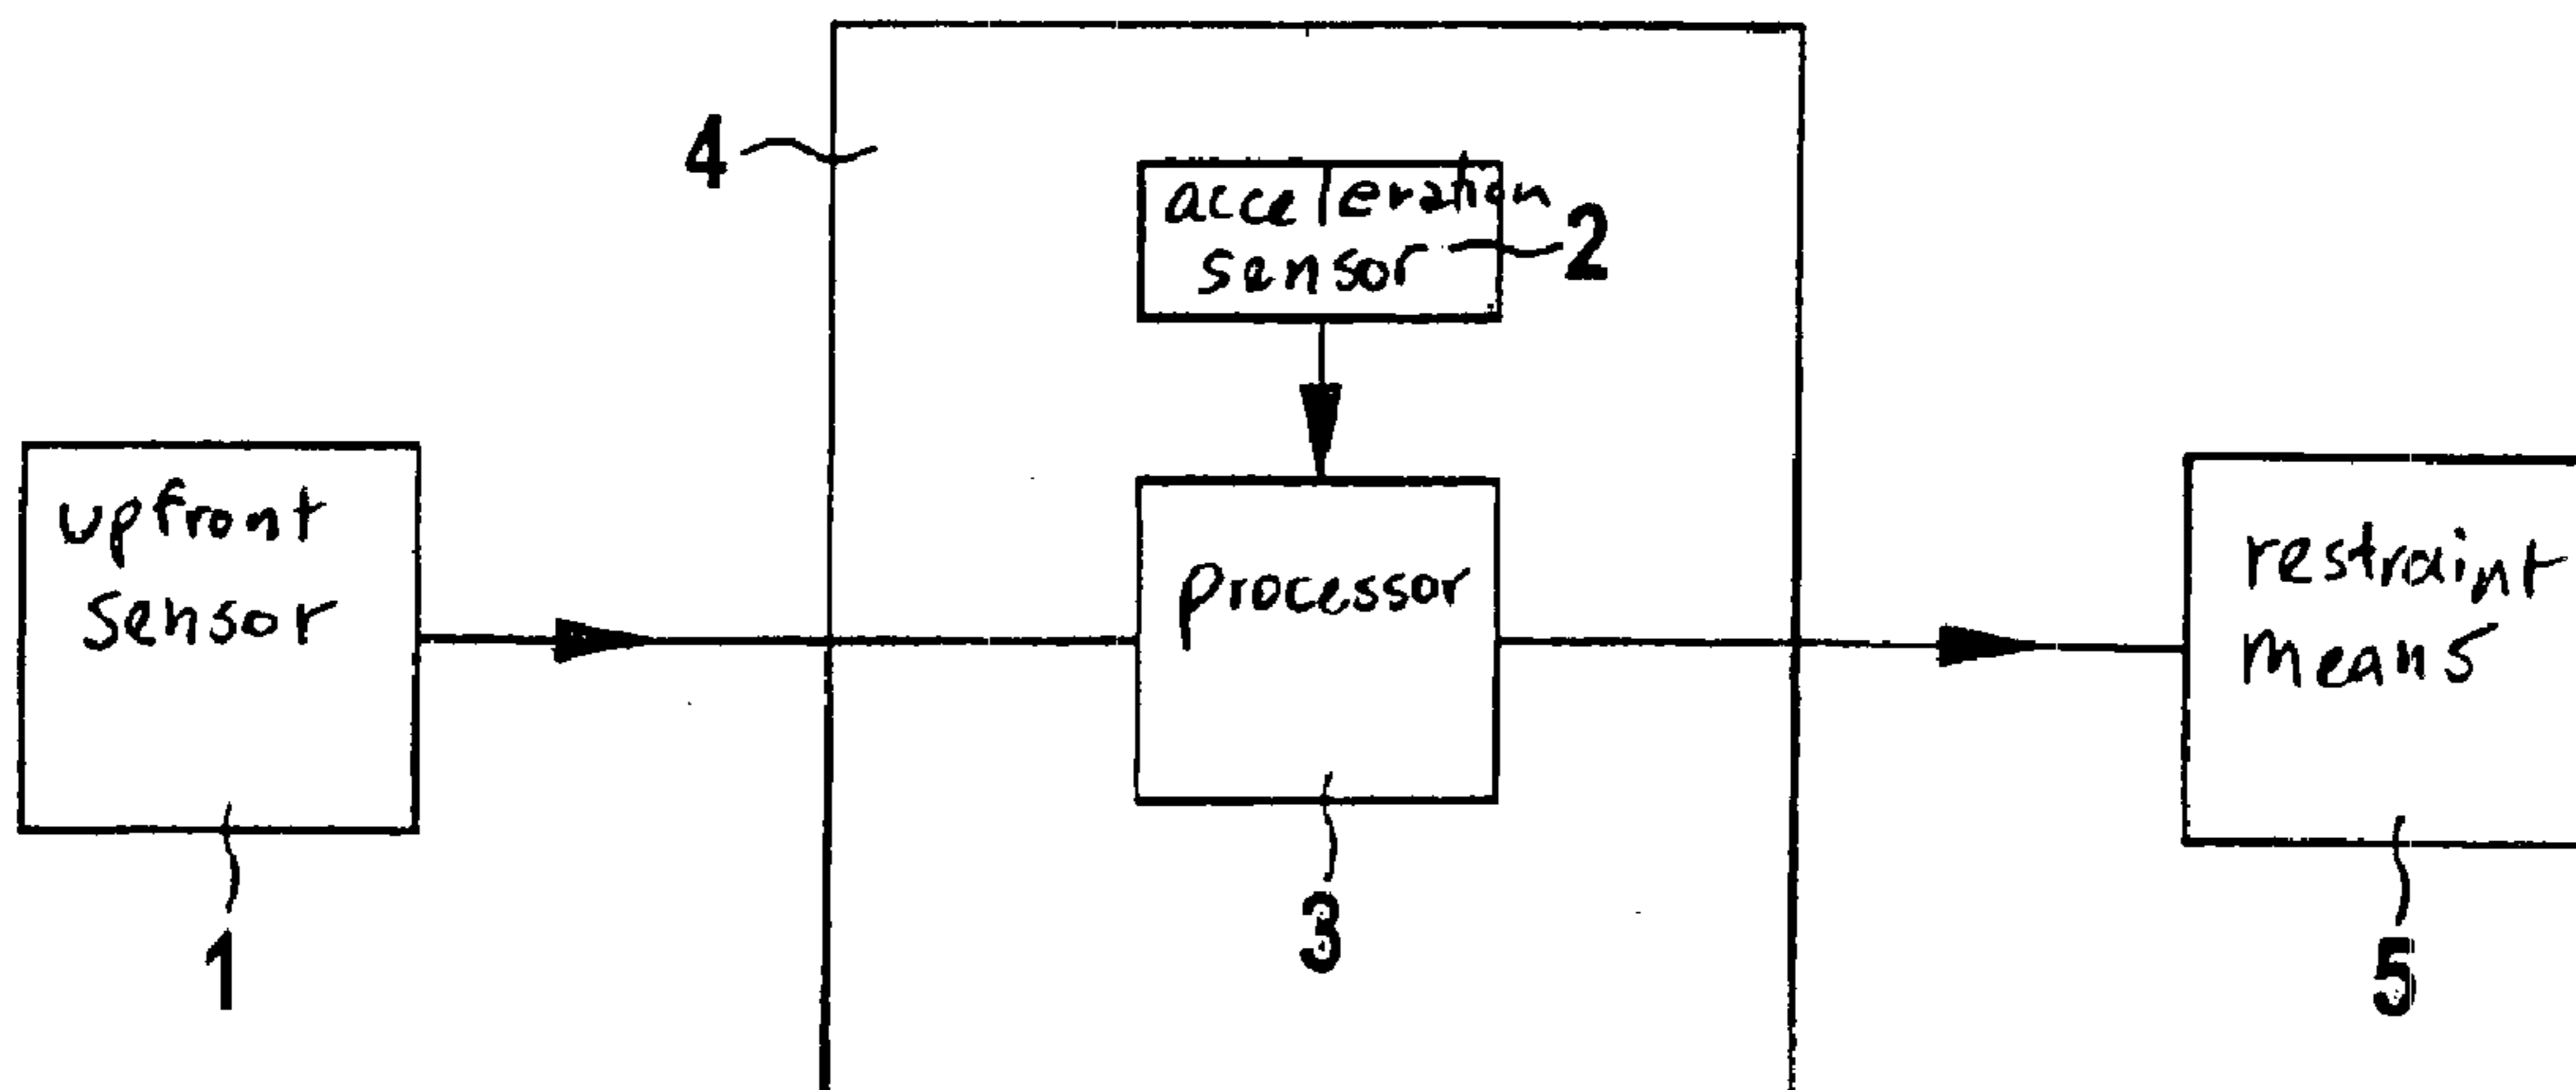 4
acceleration
sensor
2
upfront
sensor
processor
restraint
means
1
3
5